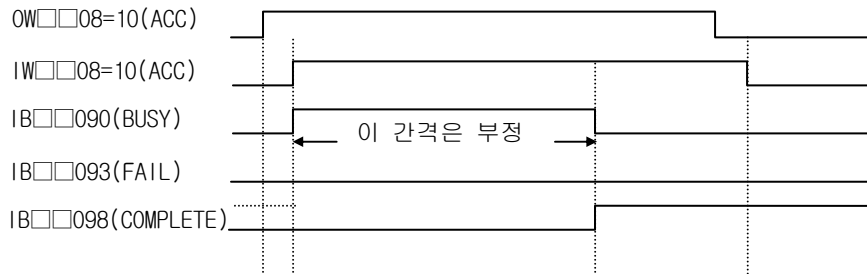 OW□□08=10(ACC)
IW□□08=10(ACC)
IB□□090(BUSY)
이 간격은 부정
IB□□093(FAIL)
IB□□098(COMPLETE)